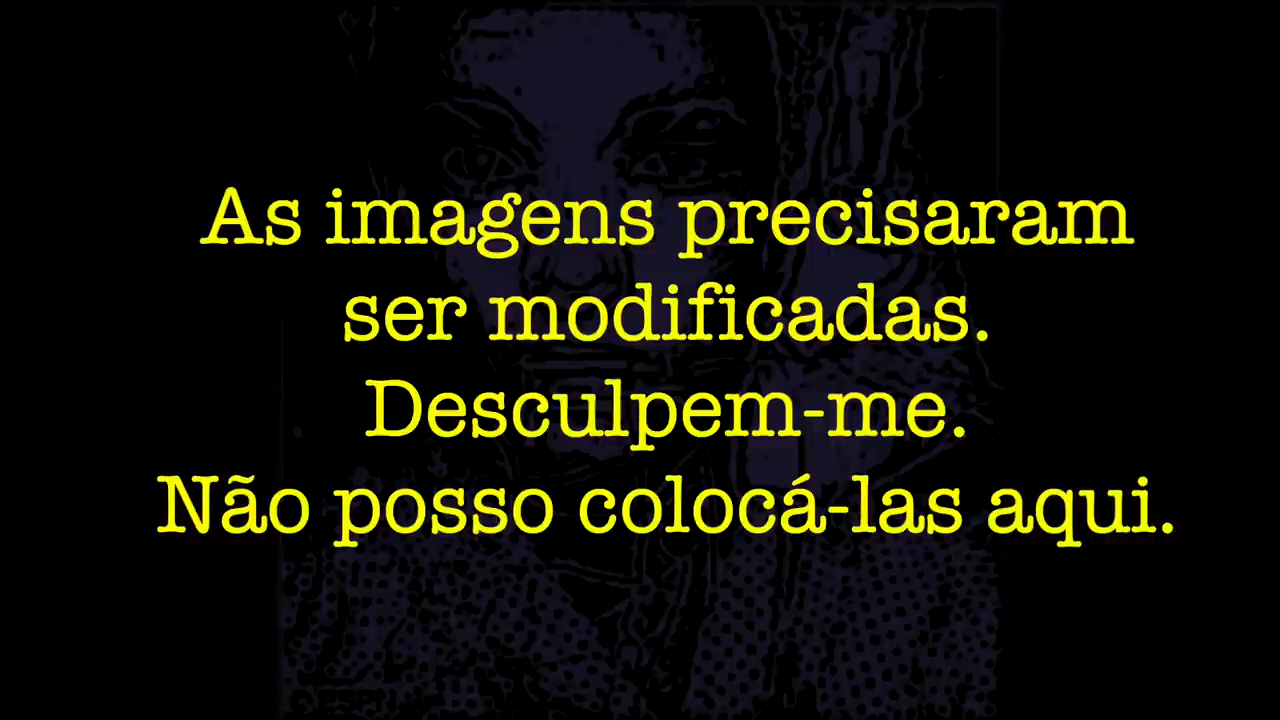 As imagens precisaram
ser modificadas.
Desculpem-me.
Não posso colocá-las aqui.